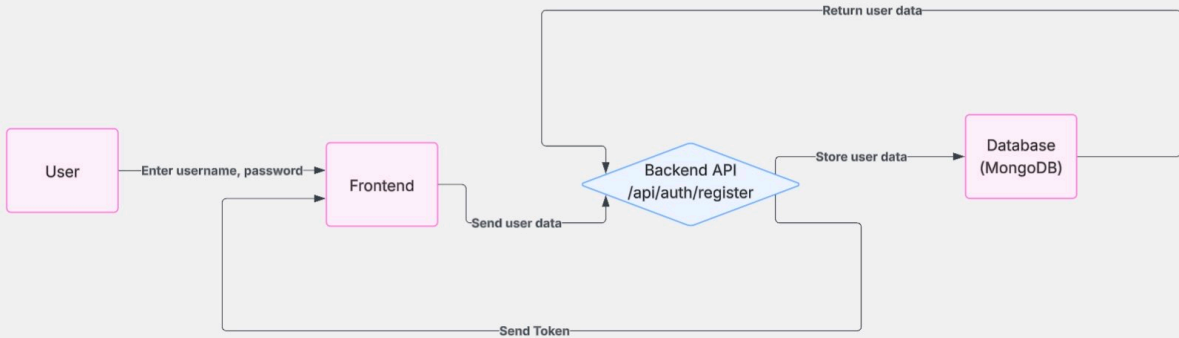 Return user data
User
Enter username, password
Frontend
Send user data
Backend API
/api/auth/register
Store user data
Database
(MongoDB)
Send Token